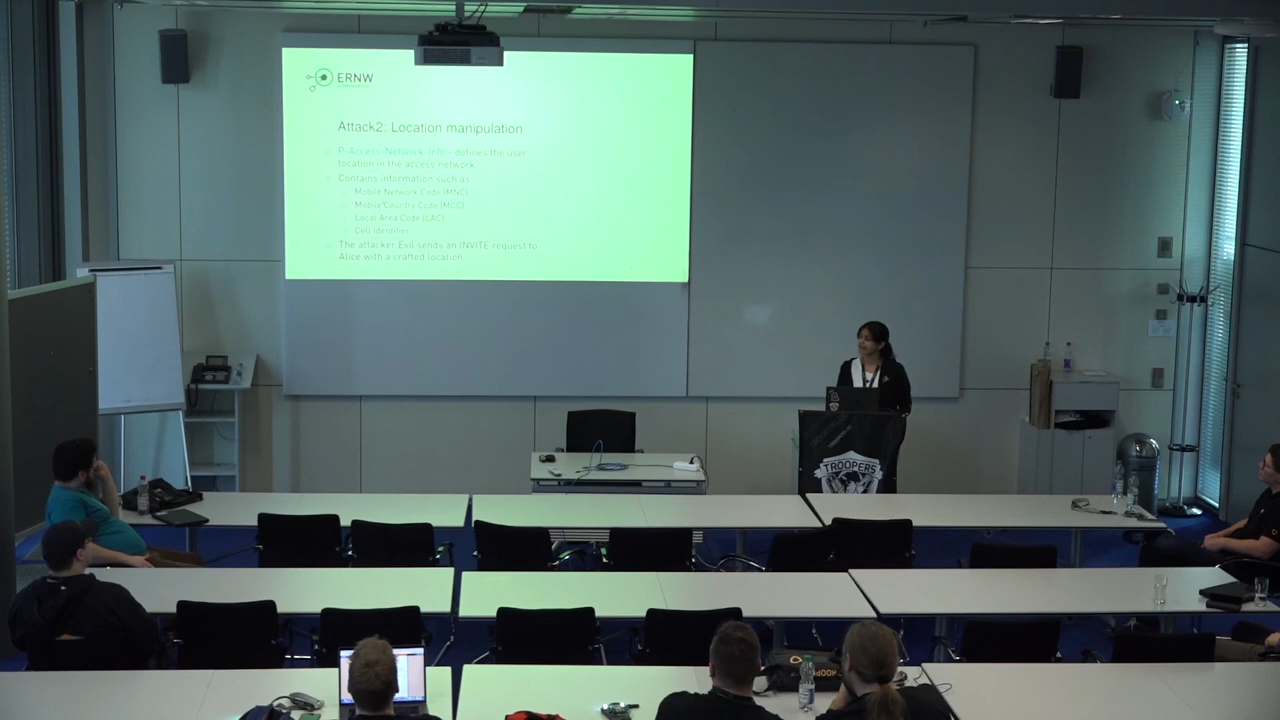 ERNW
Attack2: Location manipulation
P-Access-Network-Info - defines the user
location in the access network
Contains information such as
Mobile Network Code (MNC)
Mobile Country Code (MCC)
Local Area Code (LAC)
Cell Identifier
The attacker Evil sends an INVITE request to
Alice with a crafted location
TROOPERS